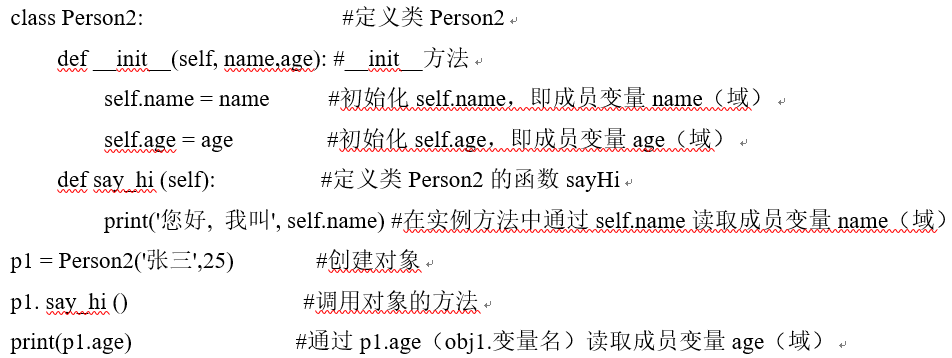 class Person2: #定义类 Person2
def __init__(self, name,age): #__init__方法
self.name = name #初始化 self.name，即成员变量 name（域）
self.age = age #初始化 self.age，即成员变量 age（域）
def say_hi (self): #定义类 Person2 的函数 sayHi
print('您好, 我叫', self.name) #在实例方法中通过 self.name 读取成员变量 name（域）
p1 = Person2('张三',25) #创建对象
p1. say_hi () #调用对象的方法
print(p1.age) #通过 p1.age（obj1.变量名）读取成员变量 age（域）